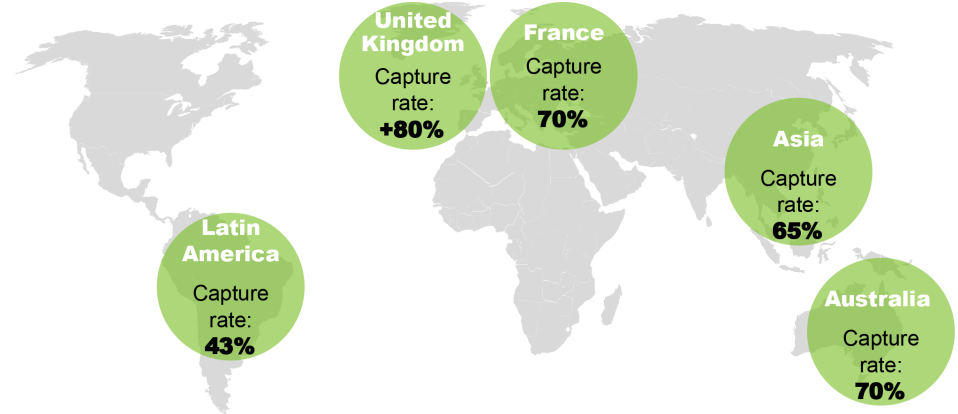 United
Kingdom
Capture
rate:
+80%
France
Capture
rate:
70%
Asia
Capture
rate:
65%
Latin
America
Capture
rate:
43%
Australia
Capture
rate:
70%